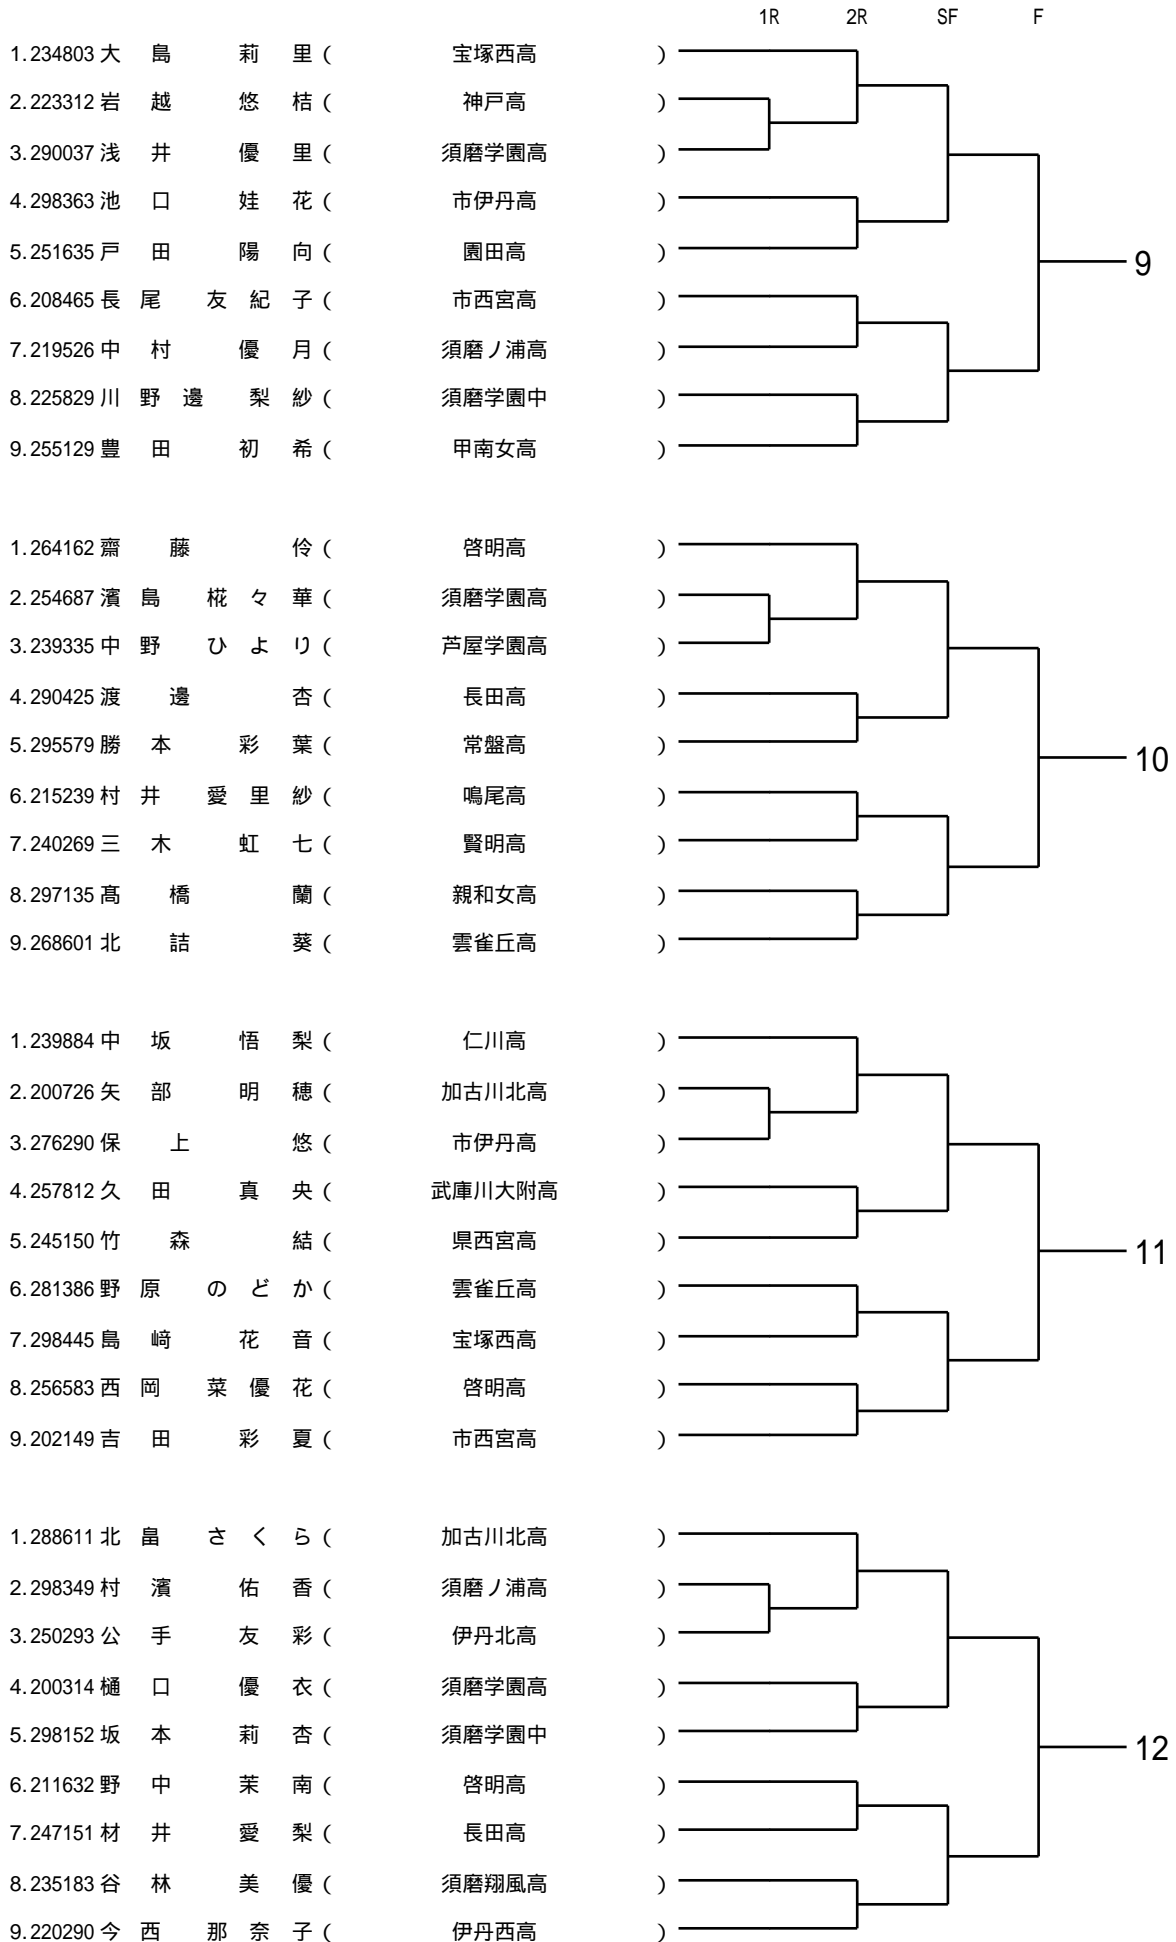 1R 2R SF F
1.234803 大島 莉里 ( 宝塚西高 )
2.223312 岩越 悠桔 ( 神戸高 )
3.290037 浅井 優里 ( 須磨学園高 )
4.298363 池口 娃花 ( 市伊丹高 )
5.251635 戸田 陽向 ( 園田高 )
9
6.208465 長尾 友紀子 ( 市西宮高 )
7.219526 中村 優月 ( 須磨ノ浦高 )
8.225829 川野邊 梨紗 ( 須磨学園中 )
9.255129 豊田 初希 ( 甲南女高 )
1.264162 齋藤 伶 ( 啓明高 )
2.254687 濱島 椛々華 ( 須磨学園高 )
3.239335 中野 ひより ( 芦屋学園高 )
4.290425 渡邊 杏 ( 長田高 )
5.295579 勝本 彩葉 ( 常盤高 )
10
6.215239 村井 愛里紗 ( 鳴尾高 )
7.240269 三木 虹七 ( 賢明高 )
8.297135 髙橋 蘭 ( 親和女高 )
9.268601 北詰 葵 ( 雲雀丘高 )
1.239884 中坂 悟梨 ( 仁川高 )
2.200726 矢部 明穂 ( 加古川北高 )
3.276290 保上 悠 ( 市伊丹高 )
4.257812 久田 真央 ( 武庫川大附高 )
5.245150 竹森 結 ( 県西宮高 )
11
6.281386 野原 のどか ( 雲雀丘高 )
7.298445 島﨑 花音 ( 宝塚西高 )
8.256583 西岡 菜優花 ( 啓明高 )
9.202149 吉田 彩夏 ( 市西宮高 )
1.288611 北畠 さくら ( 加古川北高 )
2.298349 村濱 佑香 ( 須磨ノ浦高 )
3.250293 公手 友彩 ( 伊丹北高 )
4.200314 樋口 優衣 ( 須磨学園高 )
5.298152 坂本 莉杏 ( 須磨学園中 )
12
6.211632 野中 茉南 ( 啓明高 )
7.247151 材井 愛梨 ( 長田高 )
8.235183 谷林 美優 ( 須磨翔風高 )
9.220290 今西 那奈子 ( 伊丹西高 )